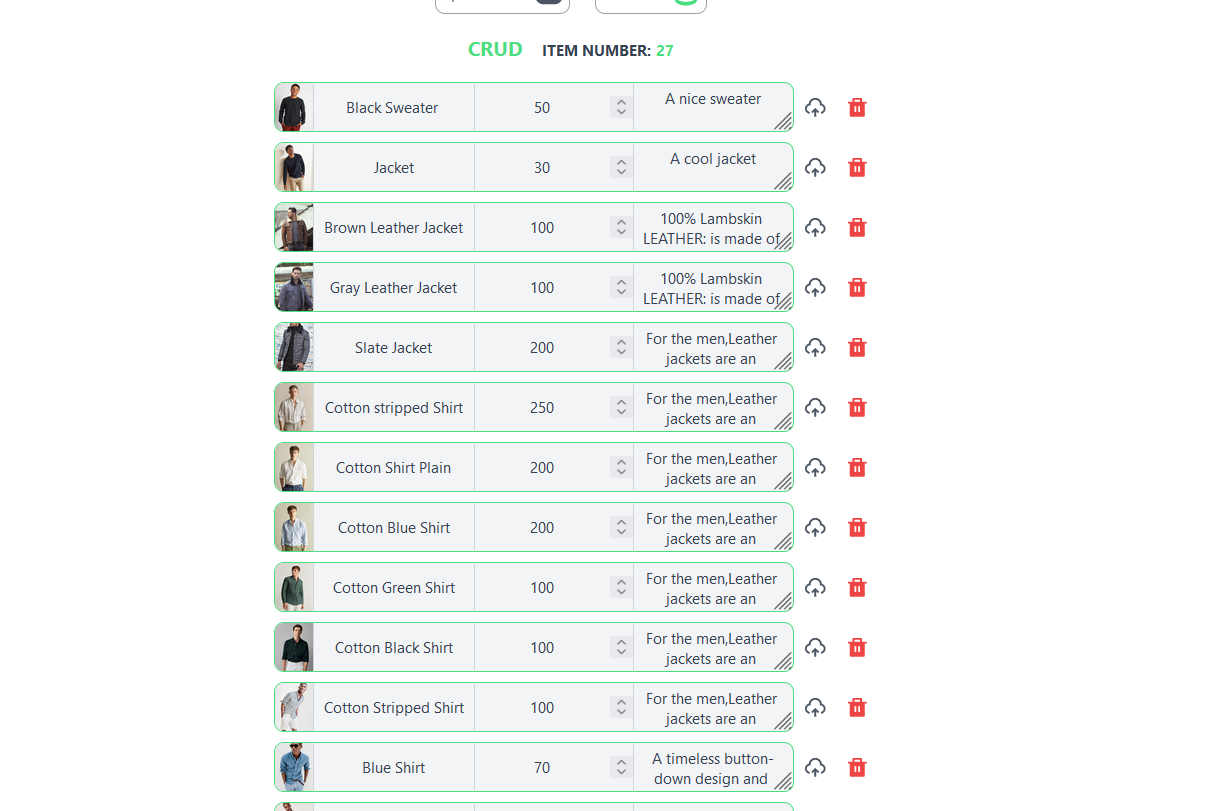 CRUD ITEM NUMBER: 27
Black Sweater 50 A nice sweater
Jacket 30 A cool jacket
Brown Leather Jacket 100 100% Lambskin
LEATHER: is made of
Gray Leather Jacket 100 100% Lambskin
LEATHER: is made of
Slate Jacket 200 For the men,Leather
jackets are an
Cotton stripped Shirt 250 For the men,Leather
jackets are an
Cotton Shirt Plain 200 For the men,Leather
jackets are an
Cotton Blue Shirt 200 For the men,Leather
jackets are an
Cotton Green Shirt 100 For the men,Leather
jackets are an
Cotton Black Shirt 100 For the men,Leather
jackets are an
Cotton Stripped Shirt 100 For the men,Leather
jackets are an
Blue Shirt 70 A timeless button-
down design and